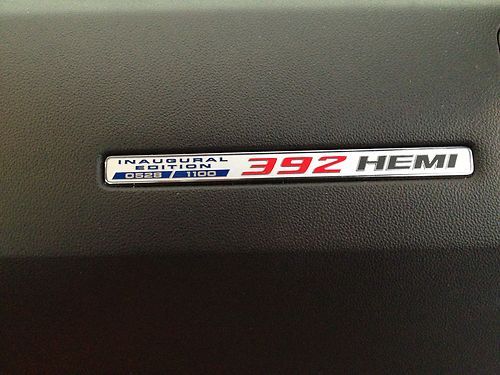 INAUGURAL
EDITION
0528 / 1100
392 HEMI